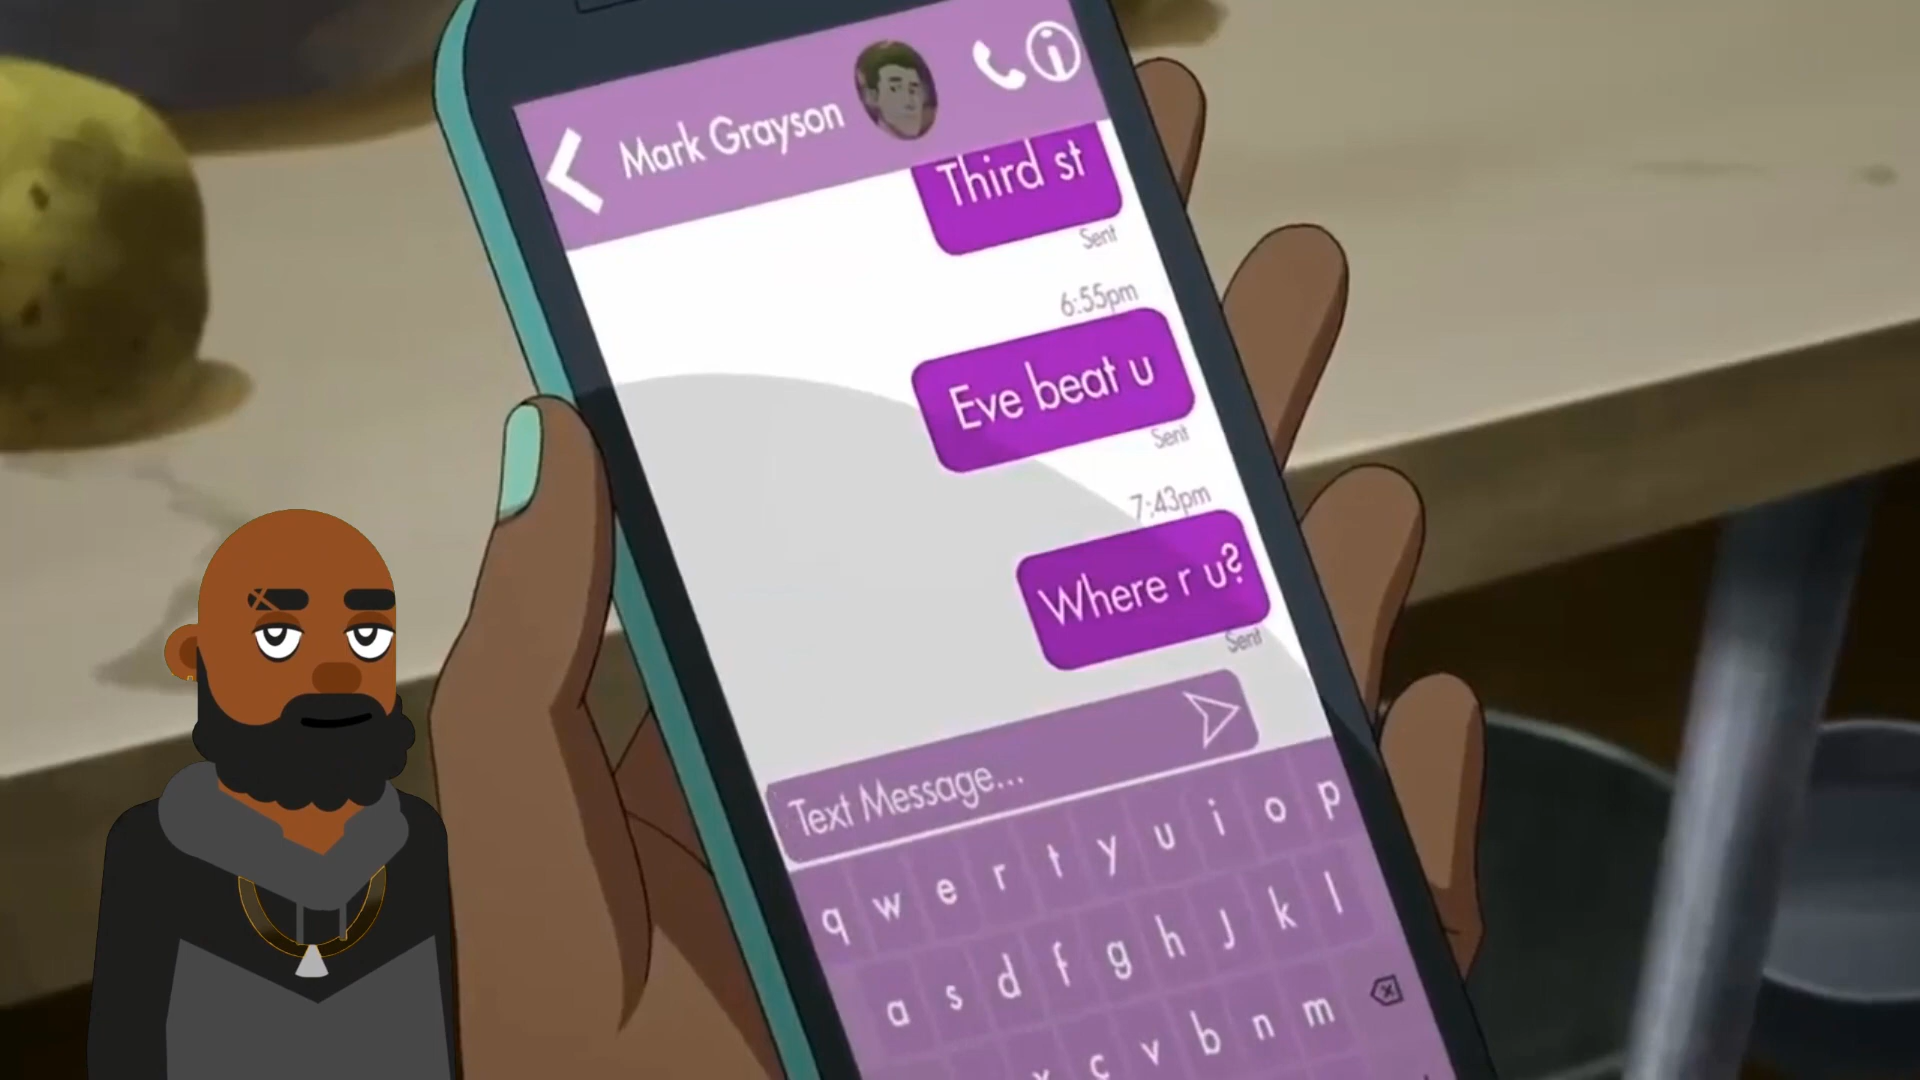 Mark Grayson
Third st
Sent
6:55pm
Eve beat u
Sent
7:43pm
Where r u?
Sent
Text Message...
q w e r t y u i o p
a s d f g h j k l
x c v b n m